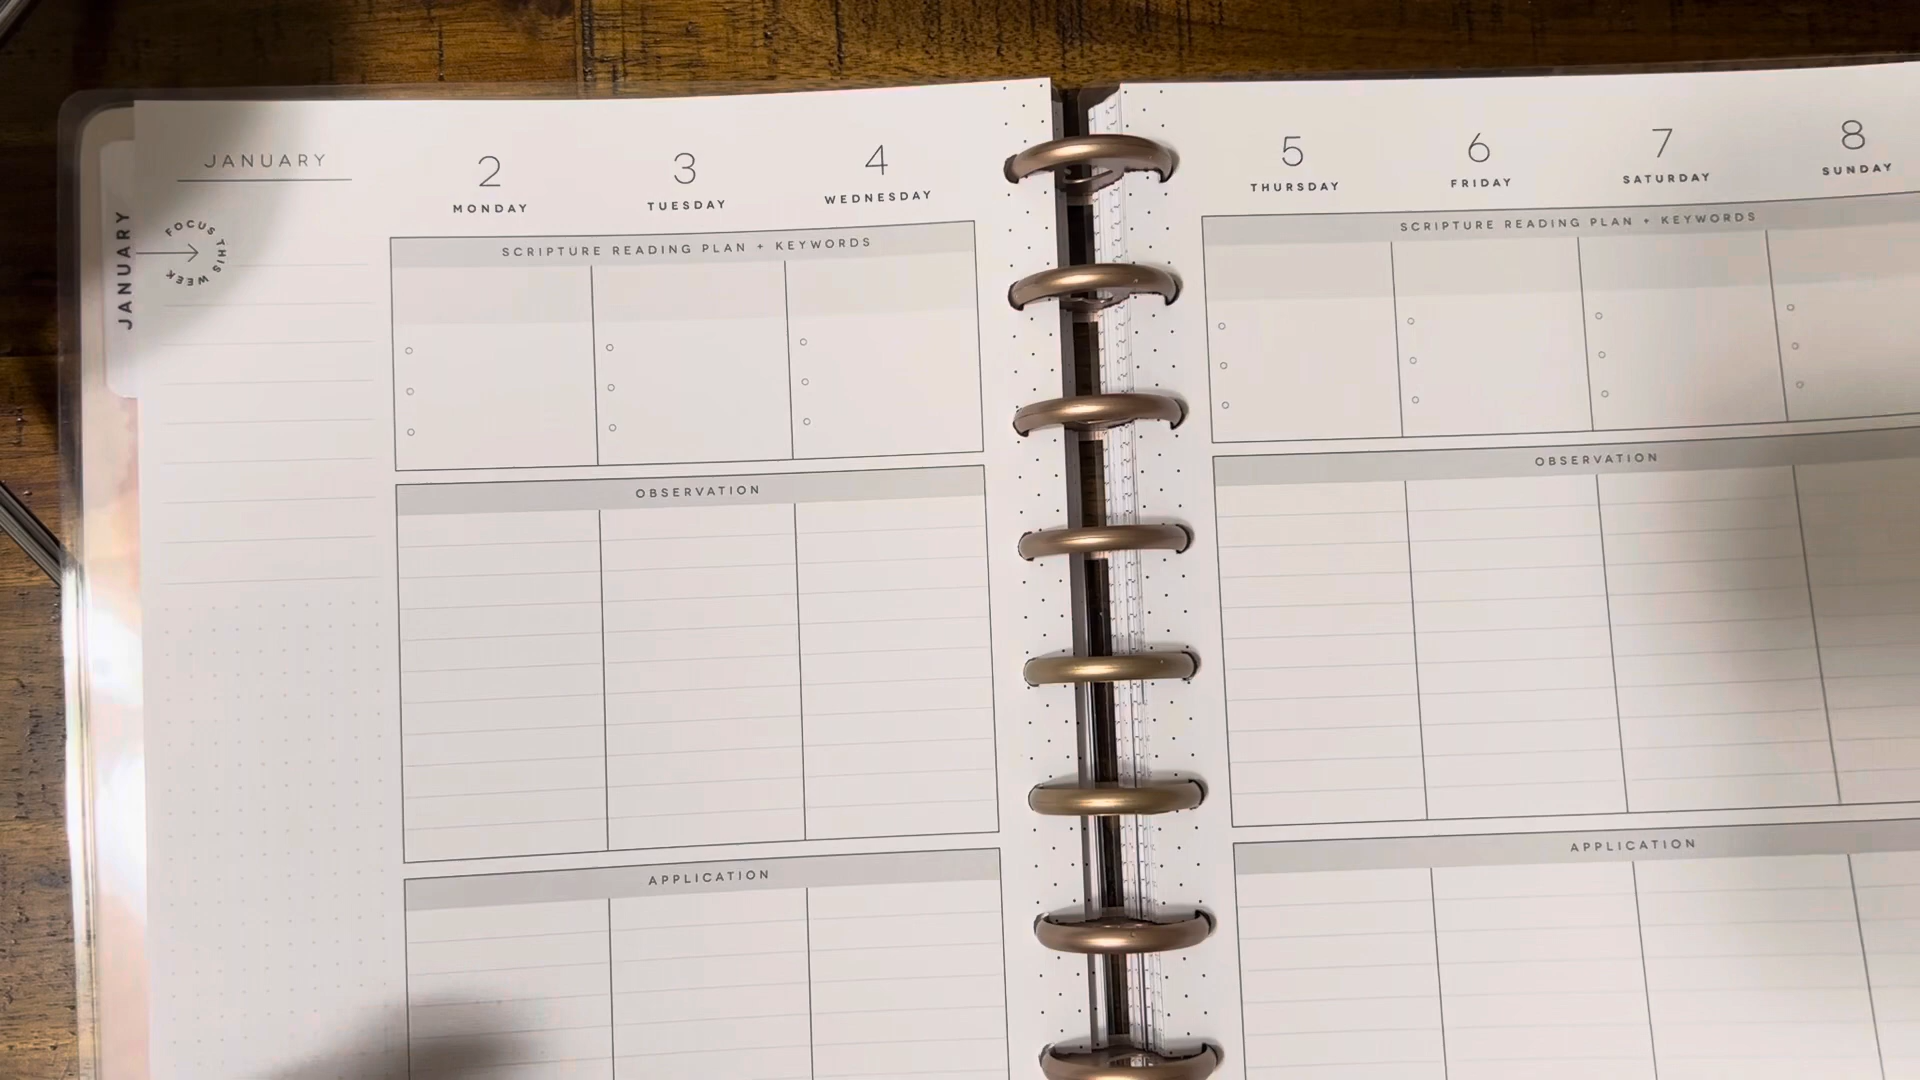 JANUARY
JANUARY
FOCUS THIS WEEK
2
MONDAY
3
TUESDAY
4
WEDNESDAY
SCRIPTURE READING PLAN + KEYWORDS
OBSERVATION
APPLICATION
5
THURSDAY
6
FRIDAY
7
SATURDAY
8
SUNDAY
SCRIPTURE READING PLAN + KEYWORDS
OBSERVATION
APPLICATION